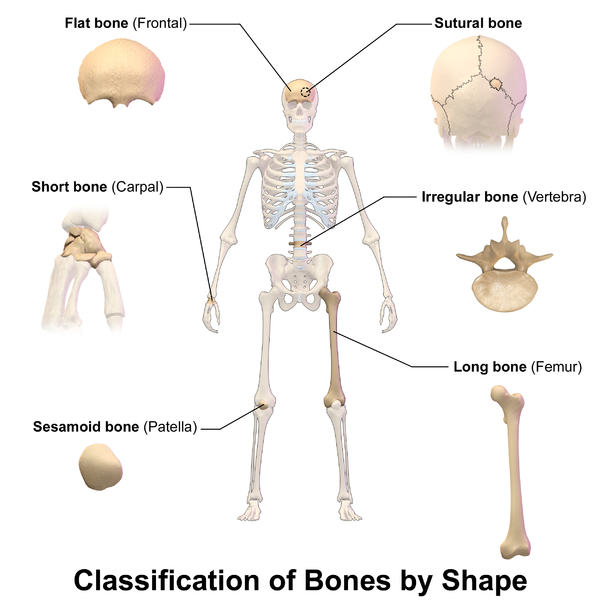 Flat bone (Frontal)
Sutural bone
Short bone (Carpal)
Irregular bone (Vertebra)
Long bone (Femur)
Sesamoid bone (Patella)
Classification of Bones by Shape